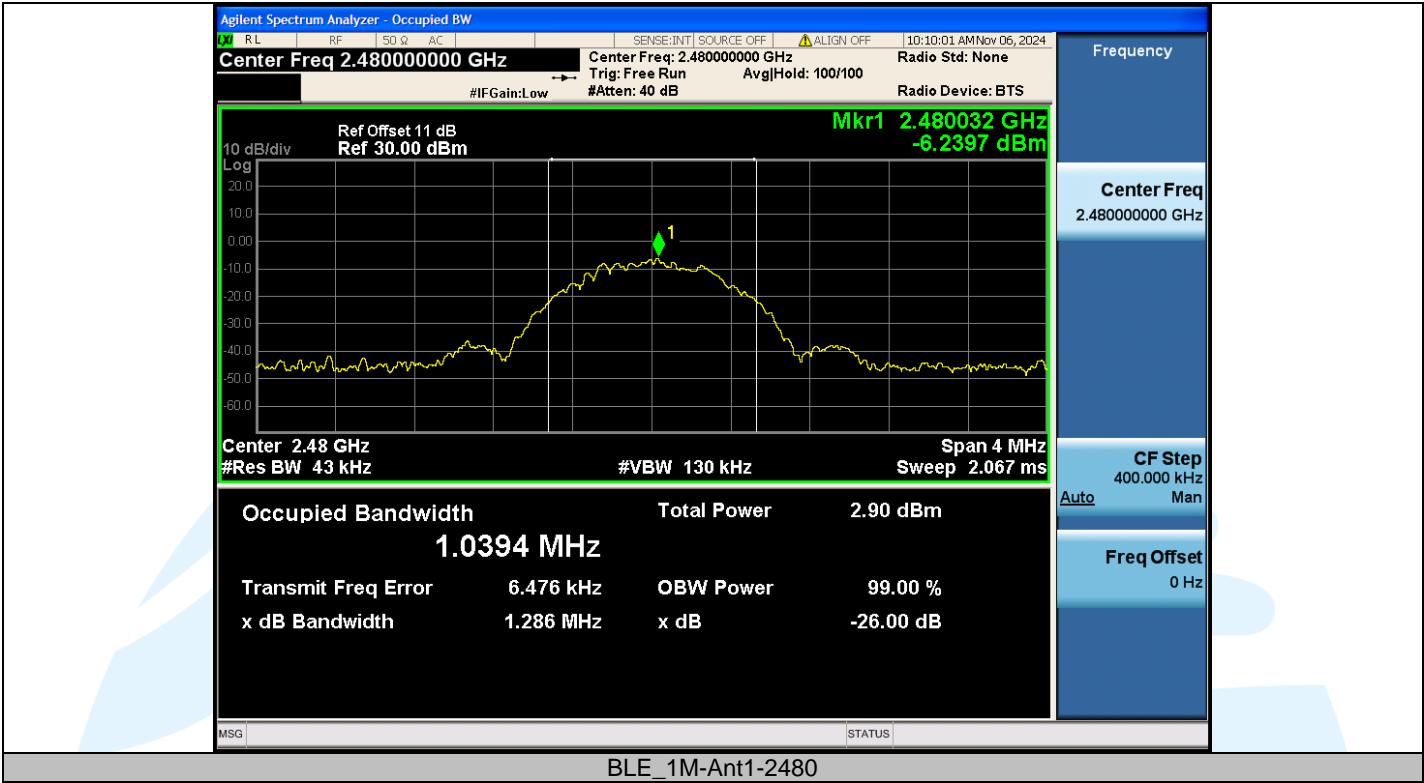 Agilent Spectrum Analyzer - Occupied BW
LXI RL RF 50 Ω AC SENSE:INT SOURCE OFF ALIGN OFF 10:10:01 AM Nov 06, 2024
Center Freq 2.480000000 GHz
Center Freq: 2.480000000 GHz
Radio Std: None
Trig: Free Run Avg|Hold: 100/100
#IFGain:Low
#Atten: 40 dB
Radio Device: BTS
Mkr1 2.480032 GHz
-6.2397 dBm
Ref Offset 11 dB
10 dB/div Ref 30.00 dBm
Log
20.0
10.0
0.00
-10.0
-20.0
-30.0
-40.0
-50.0
-60.0
1
Center 2.48 GHz Span 4 MHz
#Res BW 43 kHz #VBW 130 kHz Sweep 2.067 ms
Occupied Bandwidth Total Power 2.90 dBm
1.0394 MHz
Transmit Freq Error 6.476 kHz OBW Power 99.00 %
x dB Bandwidth 1.286 MHz x dB -26.00 dB
Frequency
Center Freq
2.480000000 GHz
CF Step
400.000 kHz
Auto Man
Freq Offset
0 Hz
MSG STATUS
BLE_1M-Ant1-2480